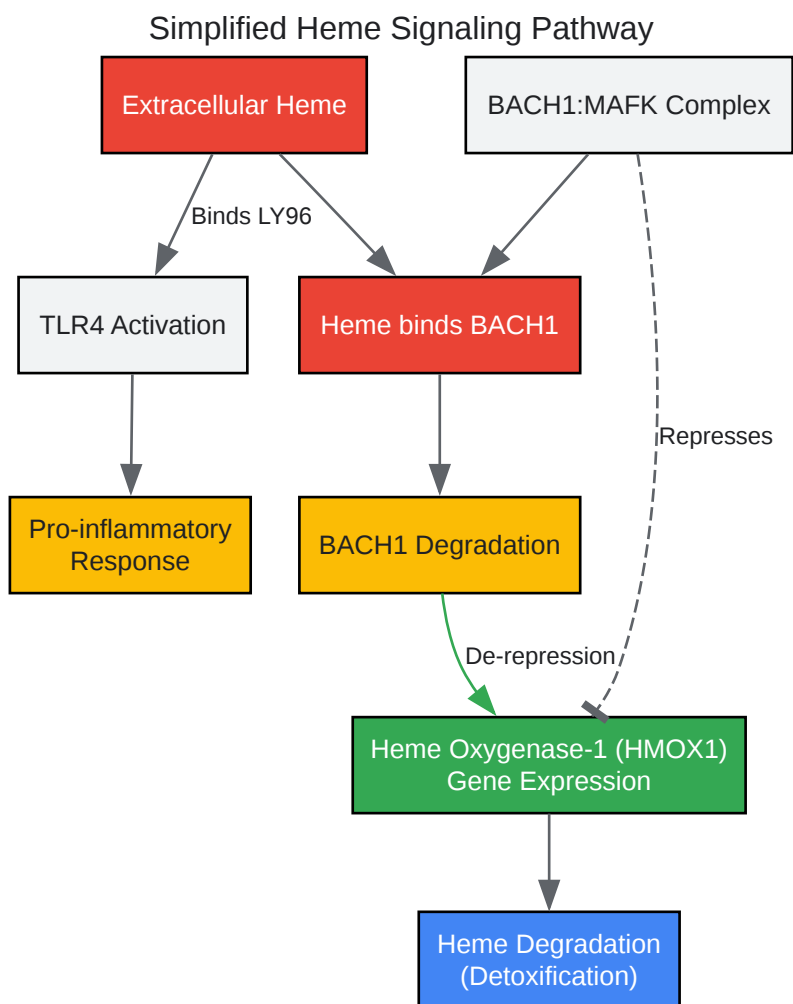 Simplified Heme Signaling Pathway
Extracellular Heme
BACH1:MAFK Complex
Binds LY96
TLR4 Activation
Heme binds BACH1
Represses
Pro-inflammatory
Response
BACH1 Degradation
De-repression
Heme Oxygenase-1 (HMOX1)
Gene Expression
Heme Degradation
(Detoxification)